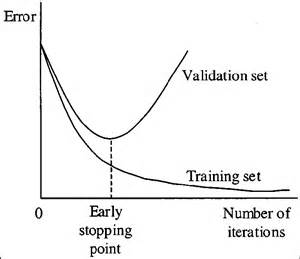 Error
Validation set
Training set
0
Early
stopping
point
Number of
iterations